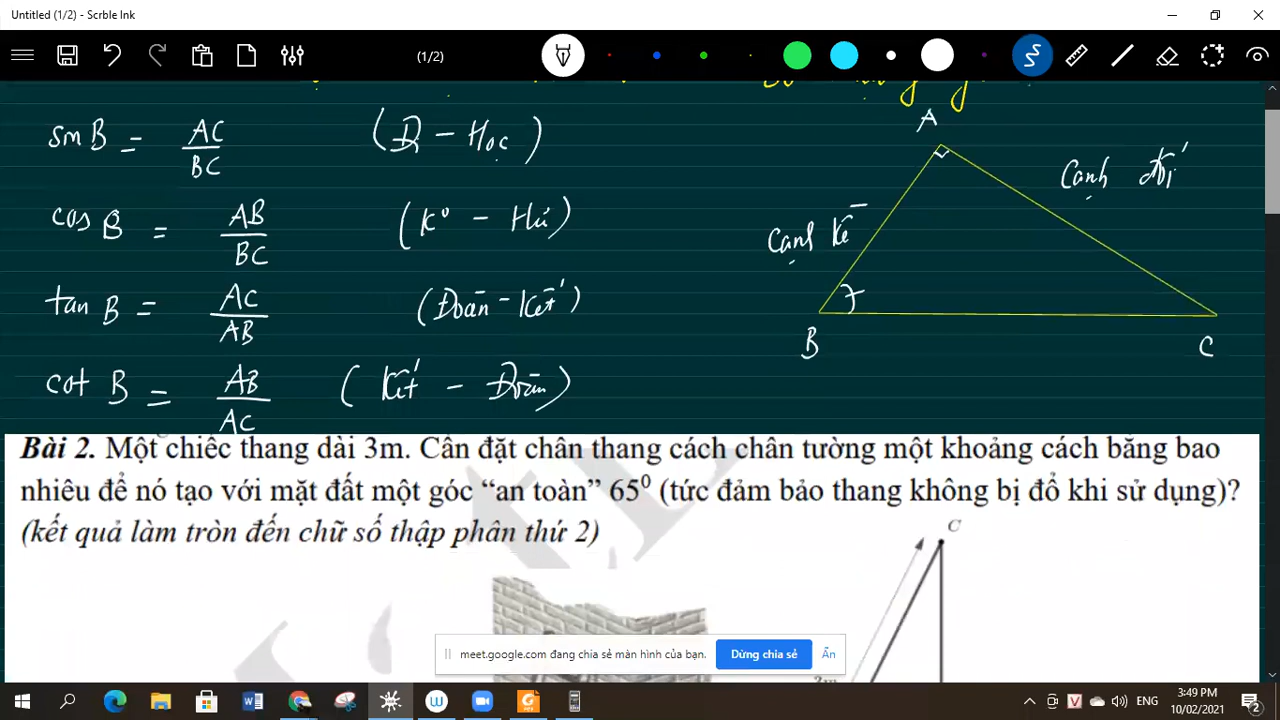 Untitled (1/2) - Scrble Ink
(1/2)
A
sin B = AC / BC
(Đi - Học)
Cạnh đối
cos B = AB / BC
Cạnh kề
tan B = AC / AB
(Đoàn - Kết)
B
C
cot B = AB / AC
(Kết - Đoàn)
Bài 2. Một chiếc thang dài 3m. Cần đặt chân thang cách chân tường một khoảng cách bằng bao
nhiêu để nó tạo với mặt đất một góc “an toàn” 65⁰ (tức đảm bảo thang không bị đổ khi sử dụng)?
(kết quả làm tròn đến chữ số thập phân thứ 2)
C
meet.google.com đang chia sẻ màn hình của bạn.
Dừng chia sẻ
Ẩn
3m
ENG
3:49 PM
10/02/2021